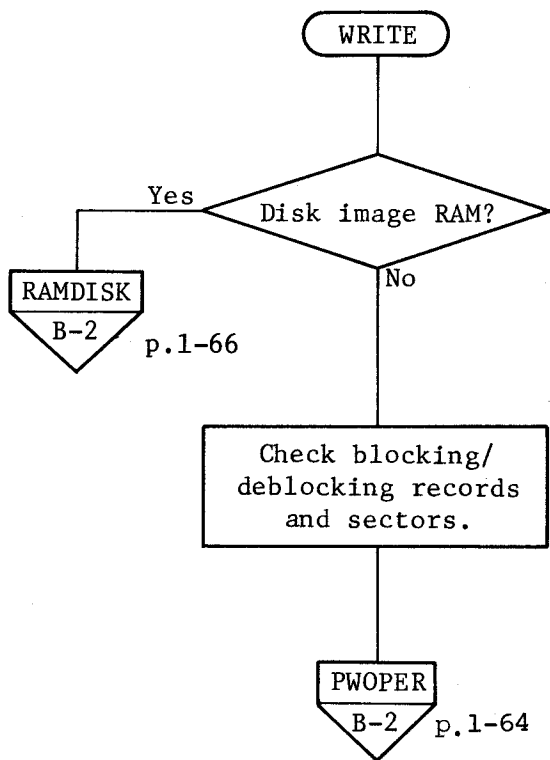 WRITE
Disk image RAM?
Yes
No
RAMDISK
B-2
p.1-66
Check blocking/
deblocking records
and sectors.
PWOPER
B-2
p.1-64